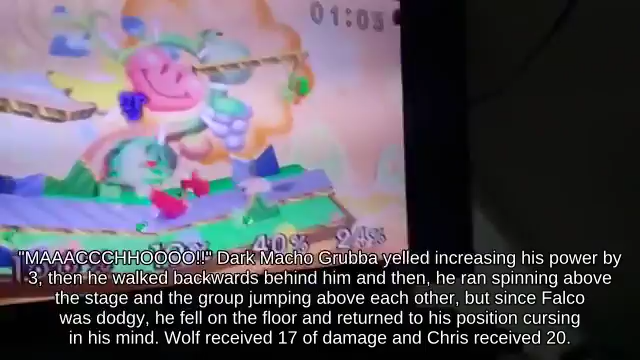 01:05
40% 24%
"MAAACCCHHOOOO!!" Dark Macho Grubba yelled increasing his power by
3, then he walked backwards behind him and then, he ran spinning above
the stage and the group jumping above each other, but since Falco
was dodgy, he fell on the floor and returned to his position cursing
in his mind. Wolf received 17 of damage and Chris received 20.